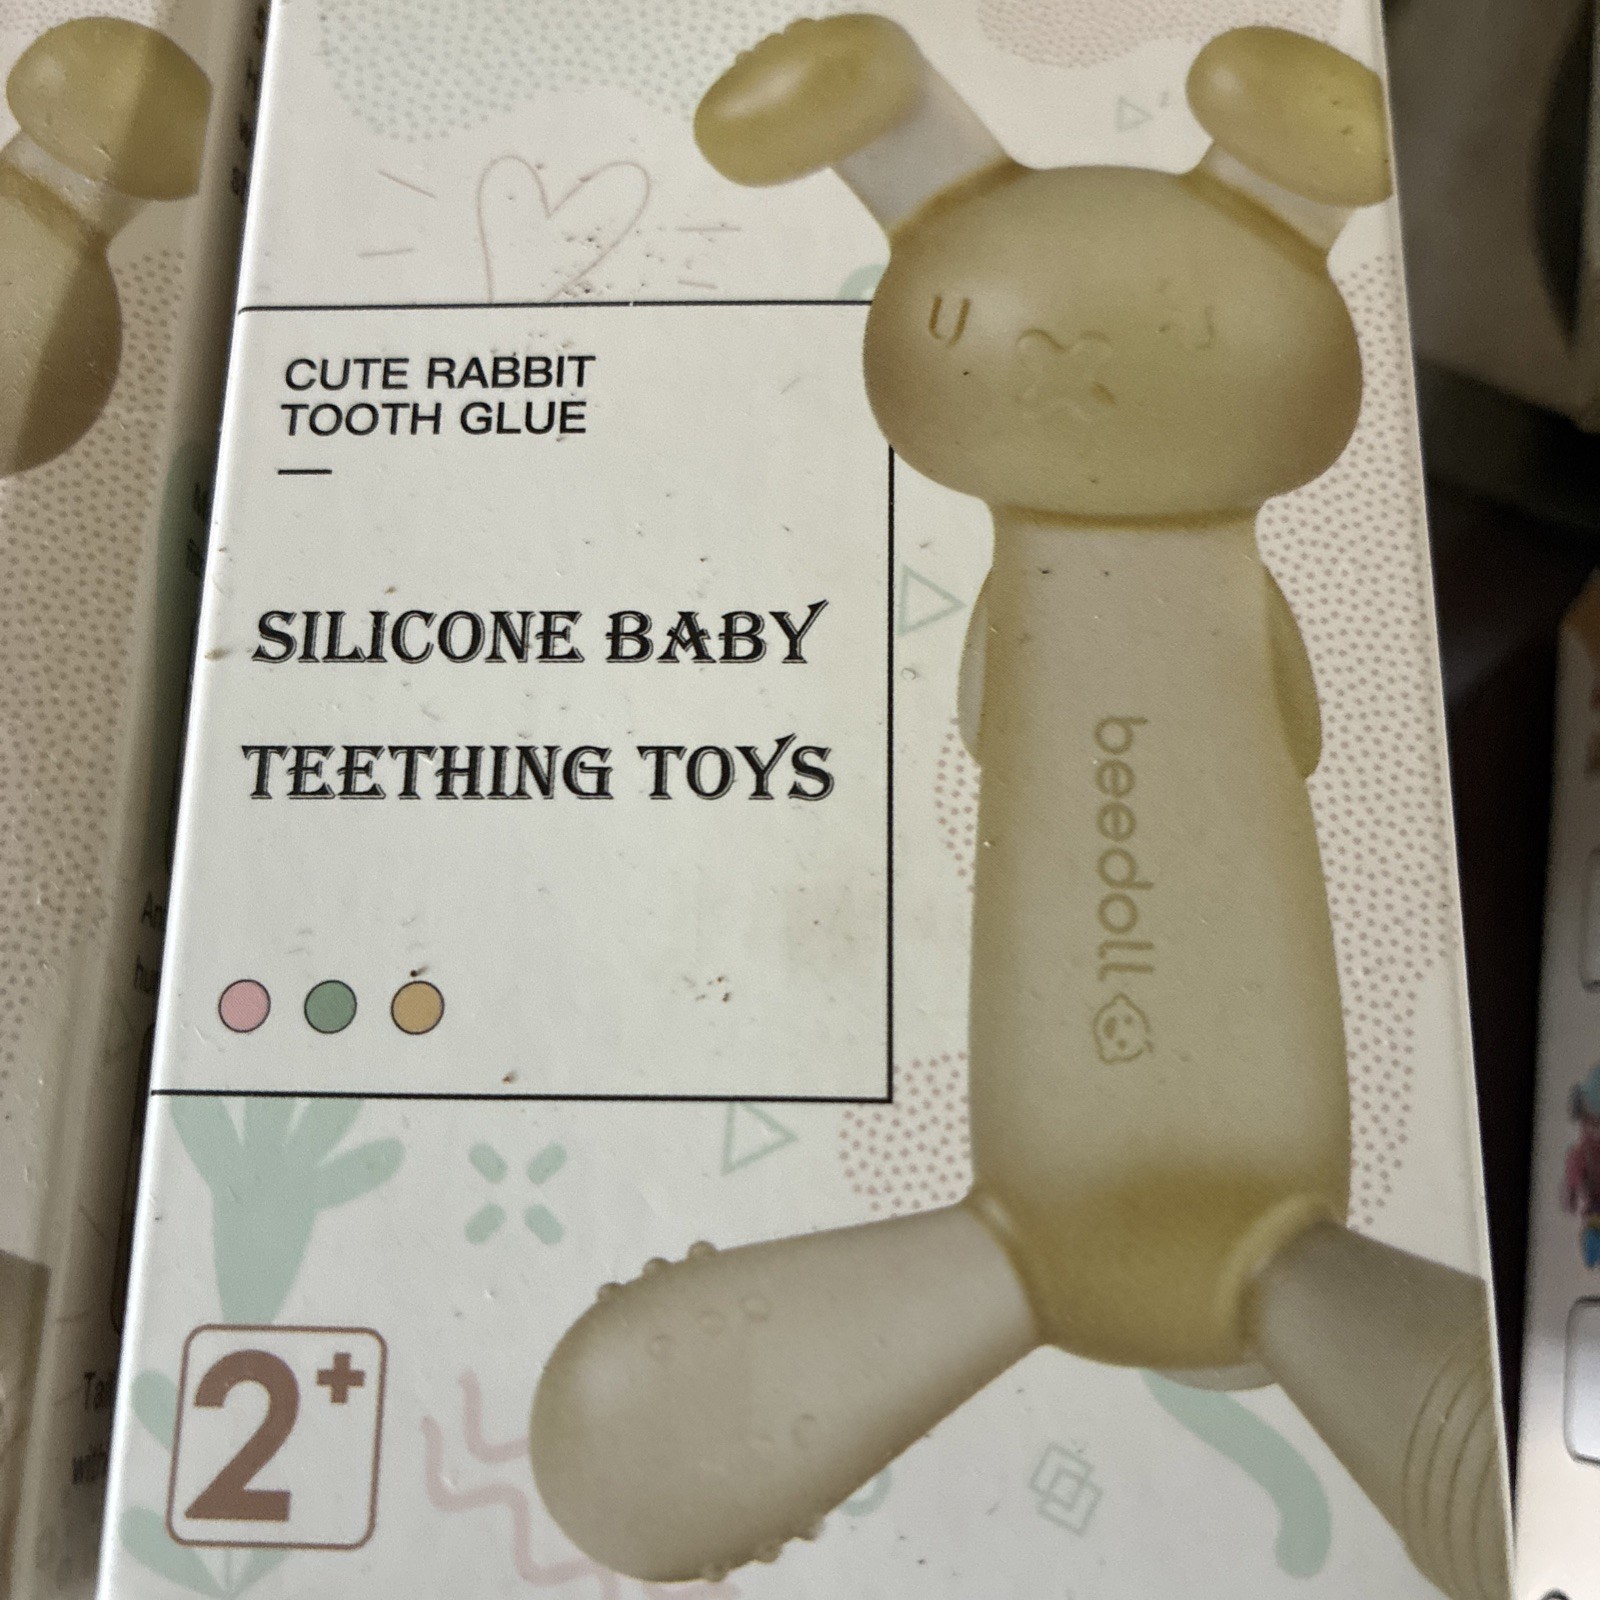 CUTE RABBIT
TOOTH GLUE
SILICONE BABY
TEETHING TOYS
beedoll
2+